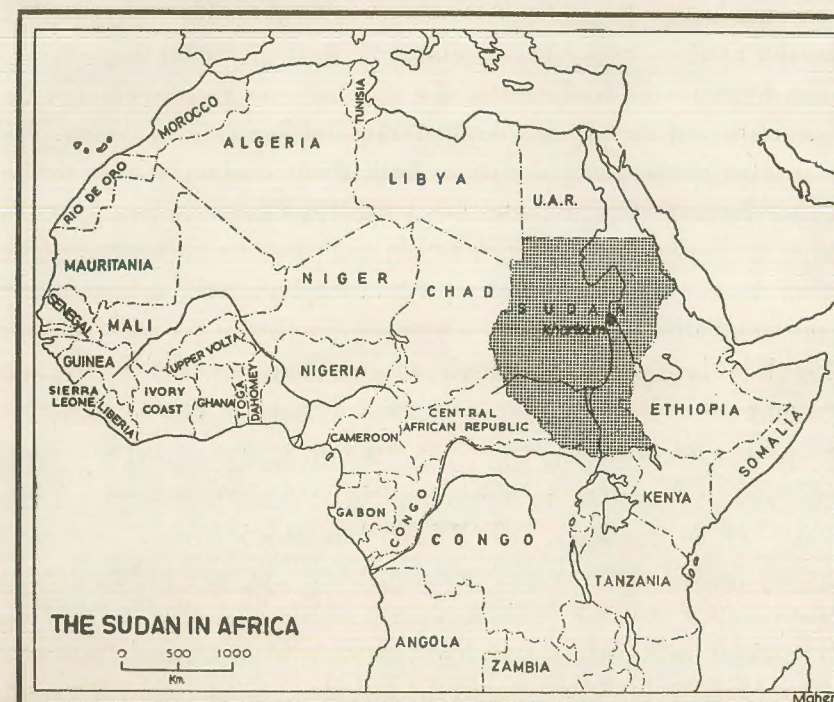 MOROCCO
TUNISIA
ALGERIA
LIBYA
U.A.R.
RIO DE ORO
MAURITANIA
SENEGAL
MALI
NIGER
CHAD
SUDAN
Khartoum
GUINEA
UPPER VOLTA
SIERRA
LEONE
LIBERIA
IVORY
COAST
GHANA
TOGA
DAHOMEY
NIGERIA
CENTRAL
AFRICAN REPUBLIC
ETHIOPIA
SOMALIA
CAMEROON
GABON
CONGO
CONGO
KENYA
TANZANIA
ANGOLA
ZAMBIA
THE SUDAN IN AFRICA
0 500 1000
Km.
Maher